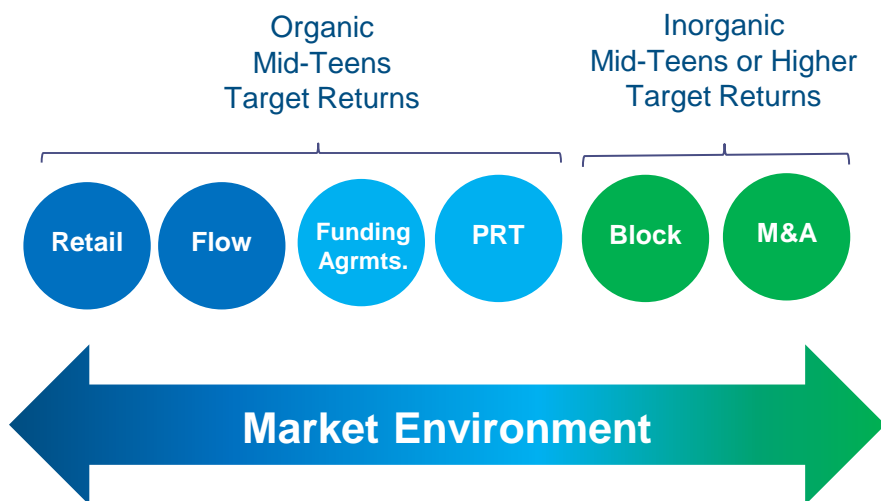 Organic
Mid-Teens
Target Returns
Inorganic
Mid-Teens or Higher
Target Returns
Retail
Flow
Funding
Agrmts.
PRT
Block
M&A
Market Environment